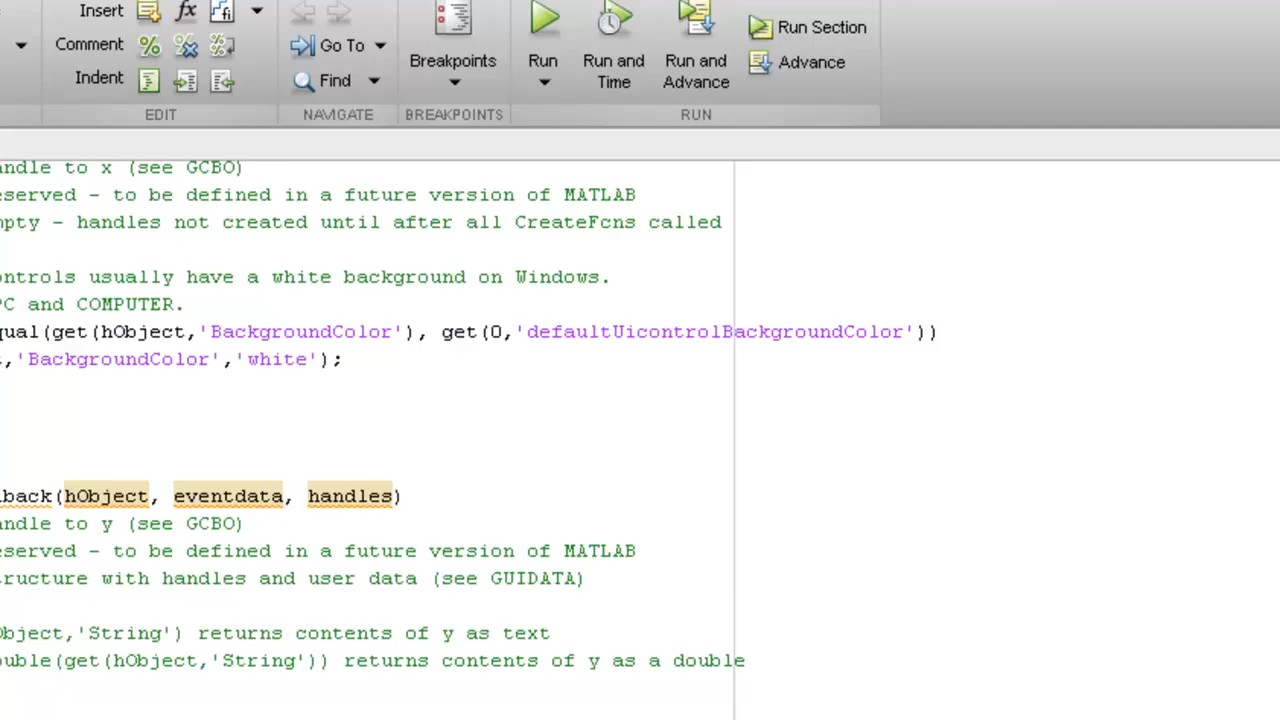 Insert fx
Comment Go To
Indent Find
Breakpoints Run Run and Time Run and Advance Run Section Advance
EDIT NAVIGATE BREAKPOINTS RUN
andle to x (see GCBO)
eserved - to be defined in a future version of MATLAB
mpty - handles not created until after all CreateFcns called
ontrols usually have a white background on Windows.
PC and COMPUTER.
qual(get(hObject,'BackgroundColor'), get(0,'defaultUicontrolBackgroundColor'))
t,'BackgroundColor','white');
lback(hObject, eventdata, handles)
andle to y (see GCBO)
eserved - to be defined in a future version of MATLAB
tructure with handles and user data (see GUIDATA)
Object,'String') returns contents of y as text
ouble(get(hObject,'String')) returns contents of y as a double